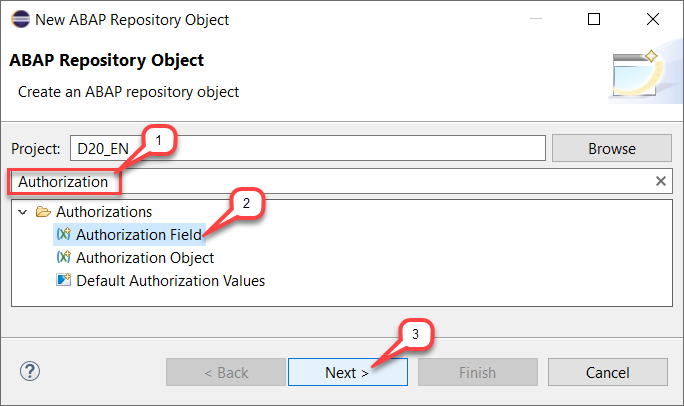 New ABAP Repository Object
ABAP Repository Object
Create an ABAP repository object
Project: D20_EN Browse
1
Authorization
Authorizations
2
Authorization Field
Authorization Object
Default Authorization Values
3
? < Back Next > Finish Cancel